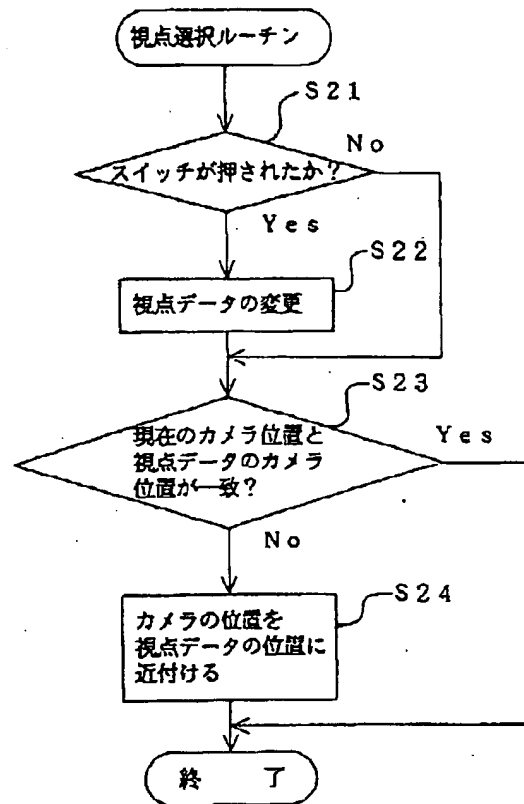 視点選択ルーチン
S21
No
スイッチが押されたか?
Yes
S22
視点データの変更
S23
現在のカメラ位置と
視点データのカメラ
位置が一致?
Yes
No
S24
カメラの位置を
視点データの位置に
近付ける
終 了